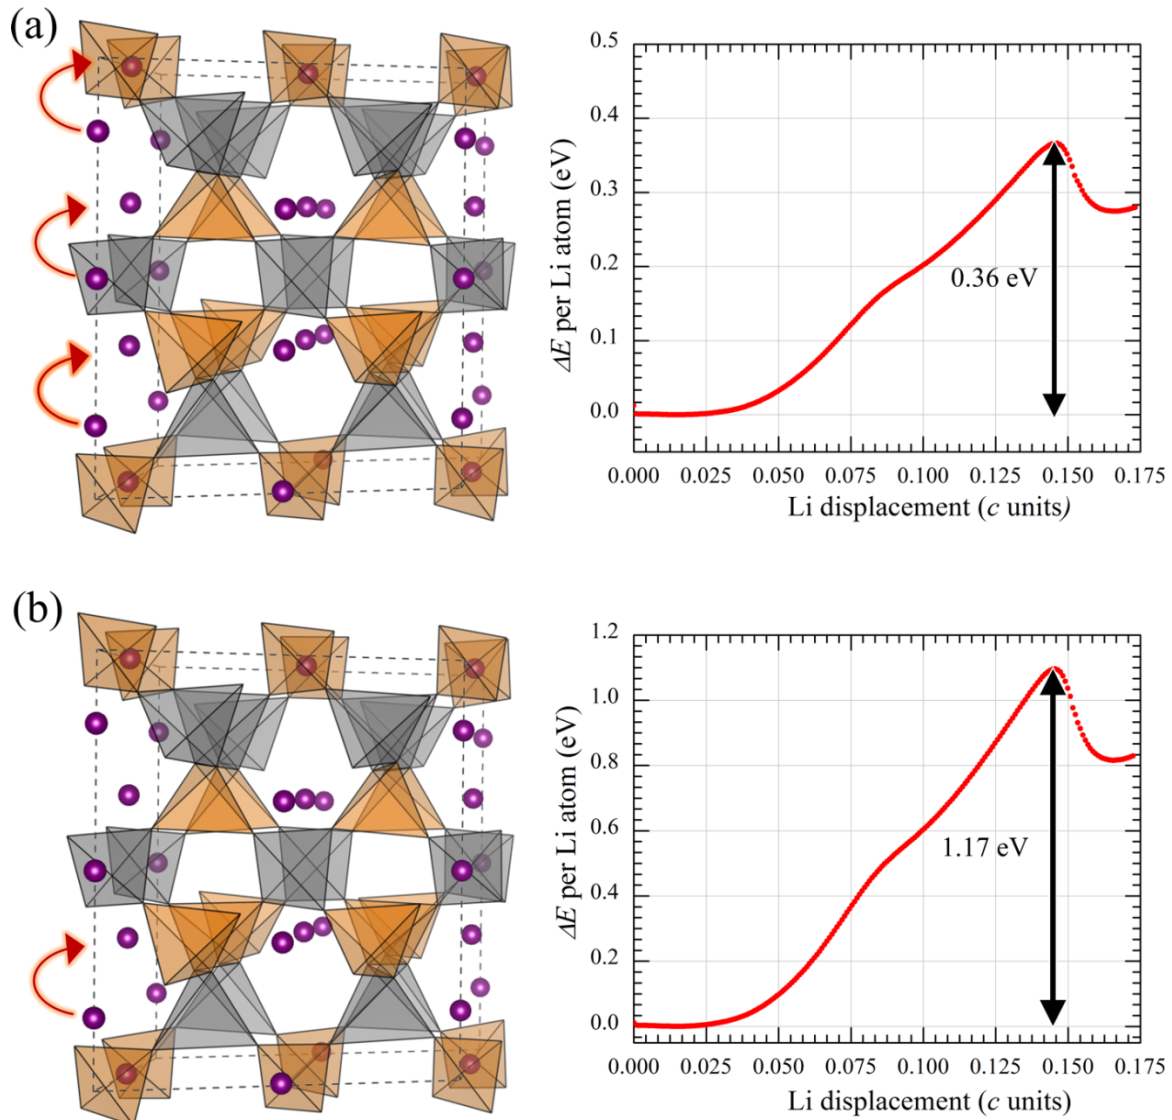 (a)
0.5
0.4
0.3
0.2
0.1
0.0
ΔE per Li atom (eV)
0.36 eV
0.000 0.025 0.050 0.075 0.100 0.125 0.150 0.175
Li displacement (c units)
(b)
1.2
1.0
0.8
0.6
0.4
0.2
0.0
ΔE per Li atom (eV)
1.17 eV
0.000 0.025 0.050 0.075 0.100 0.125 0.150 0.175
Li displacement (c units)